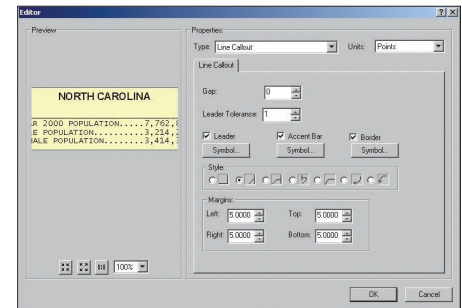 Editor
Preview
NORTH CAROLINA
R 2000 POPULATION....7,762,
LE POPULATION.........3,214,
ALE POPULATION.......3,414,
100%
Properties:
Type: Line Callout Units: Points
Line Callout
Gap: 0
Leader Tolerance: 1
Leader Accent Bar Border
Symbol... Symbol... Symbol...
Style:
Margins:
Left: 5.0000 Top: 5.0000
Right: 5.0000 Bottom: 5.0000
OK Cancel